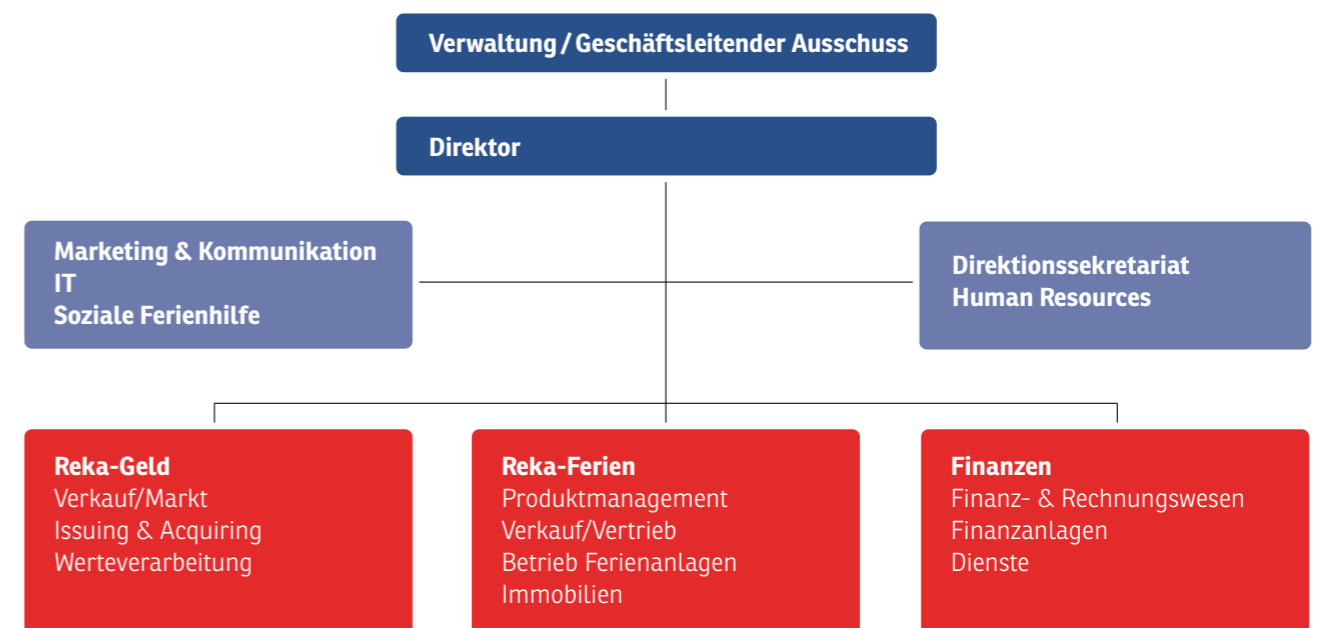 Verwaltung / Geschäftsleitender Ausschuss
Direktor
Marketing & Kommunikation
IT
Soziale Ferienhilfe
Direktionssekretariat
Human Resources
Reka-Geld
Verkauf/Markt
Issuing & Acquiring
Werteverarbeitung
Reka-Ferien
Produktmanagement
Verkauf/Vertrieb
Betrieb Ferienanlagen
Immobilien
Finanzen
Finanz- & Rechnungswesen
Finanzanlagen
Dienste